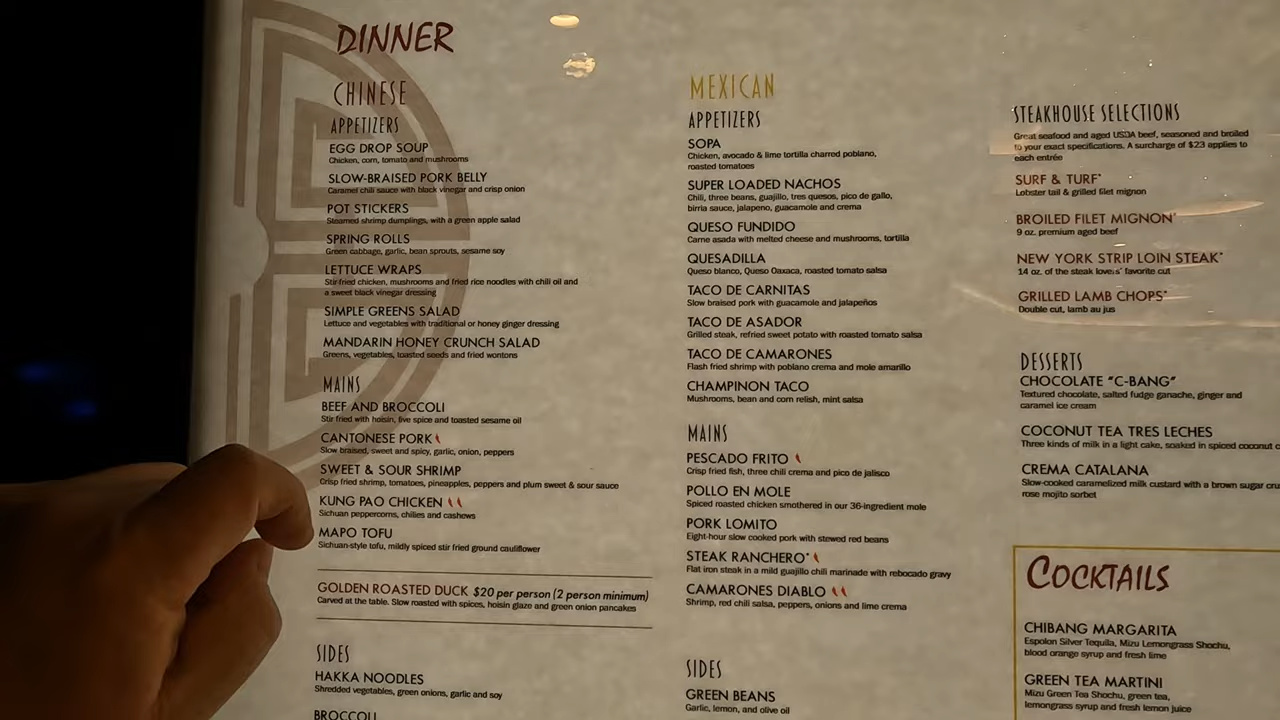 DINNER
CHINESE
APPETIZERS
EGG DROP SOUP
Chicken, corn, tomato and mushrooms
SLOW-BRAISED PORK BELLY
Caramel chili sauce with black vinegar and crisp onion
POT STICKERS
Steamed shrimp dumplings, with a green apple salad
SPRING ROLLS
Green cabbage, garlic, bean sprouts, sesame soy
LETTUCE WRAPS
Stir fried chicken, mushrooms and fried rice noodles with chili oil and
a sweet black vinegar dressing
SIMPLE GREENS SALAD
Lettuce and vegetables with traditional or honey ginger dressing
MANDARIN HONEY CRUNCH SALAD
Greens, vegetables, toasted seeds and fried wontons
MAINS
BEEF AND BROCCOLI
Stir fried with hoisin, five spice and toasted sesame oil
CANTONESE PORK
Slow braised, sweet and spicy, garlic, onion, peppers
SWEET & SOUR SHRIMP
Crisp fried shrimp, tomatoes, pineapples, peppers and plum sweet & sour sauce
KUNG PAO CHICKEN
Sichuan peppercorns, chilies and cashews
MAPO TOFU
Sichuan-style tofu, mildly spiced stir fried ground cauliflower
GOLDEN ROASTED DUCK $20 per person (2 person minimum)
Carved at the table. Slow roasted with spices, hoisin glaze and green onion pancakes
SIDES
HAKKA NOODLES
Shredded vegetables, green onions, garlic and soy
BROCCOLI
MEXICAN
APPETIZERS
SOPA
Chicken, avocado & lime tortilla charred poblano,
roasted tomatoes
SUPER LOADED NACHOS
Chili, three beans, guajillo, tres quesos, pico de gallo,
birria sauce, jalapeno, guacamole and crema
QUESO FUNDIDO
Carne asada with melted cheese and mushrooms, tortilla
QUESADILLA
Queso blanco, Queso Oaxaca, roasted tomato salsa
TACO DE CARNITAS
Slow braised pork with guacamole and jalapeños
TACO DE ASADOR
Grilled steak, refried sweet potato with roasted tomato salsa
TACO DE CAMARONES
Flash fried shrimp with poblano crema and mole amarillo
CHAMPINON TACO
Mushrooms, bean and corn relish, mint salsa
MAINS
PESCADO FRITO
Crisp fried fish, three chili crema and pico de jalisco
POLLO EN MOLE
Spiced roasted chicken smothered in our 36-ingredient mole
PORK LOMITO
Eight-hour slow cooked pork with stewed red beans
STEAK RANCHERO*
Flat iron steak in a mild guajillo chili marinade with rebocado gravy
CAMARONES DIABLO
Shrimp, red chili salsa, peppers, onions and lime crema
SIDES
GREEN BEANS
Garlic, lemon, and olive oil
STEAKHOUSE SELECTIONS
Great seafood and aged USDA beef, seasoned and broiled
to your exact specifications. A surcharge of $23 applies to
each entrée
SURF & TURF*
Lobster tail & grilled filet mignon
BROILED FILET MIGNON*
9 oz. premium aged beef
NEW YORK STRIP LOIN STEAK*
14 oz. of the steak lovers' favorite cut
GRILLED LAMB CHOPS*
Double cut, lamb au jus
DESSERTS
CHOCOLATE "C-BANG"
Textured chocolate, salted fudge ganache, ginger and
caramel ice cream
COCONUT TEA TRES LECHES
Three kinds of milk in a light cake, soaked in spiced coconut
CREMA CATALANA
Slow-cooked caramelized milk custard with a brown sugar
rose mojito sorbet
COCKTAILS
CHIBANG MARGARITA
Espolon Silver Tequila, Mizu Lemongrass Shochu,
blood orange syrup and fresh lime
GREEN TEA MARTINI
Mizu Green Tea Shochu, green tea,
lemongrass syrup and fresh lemon juice